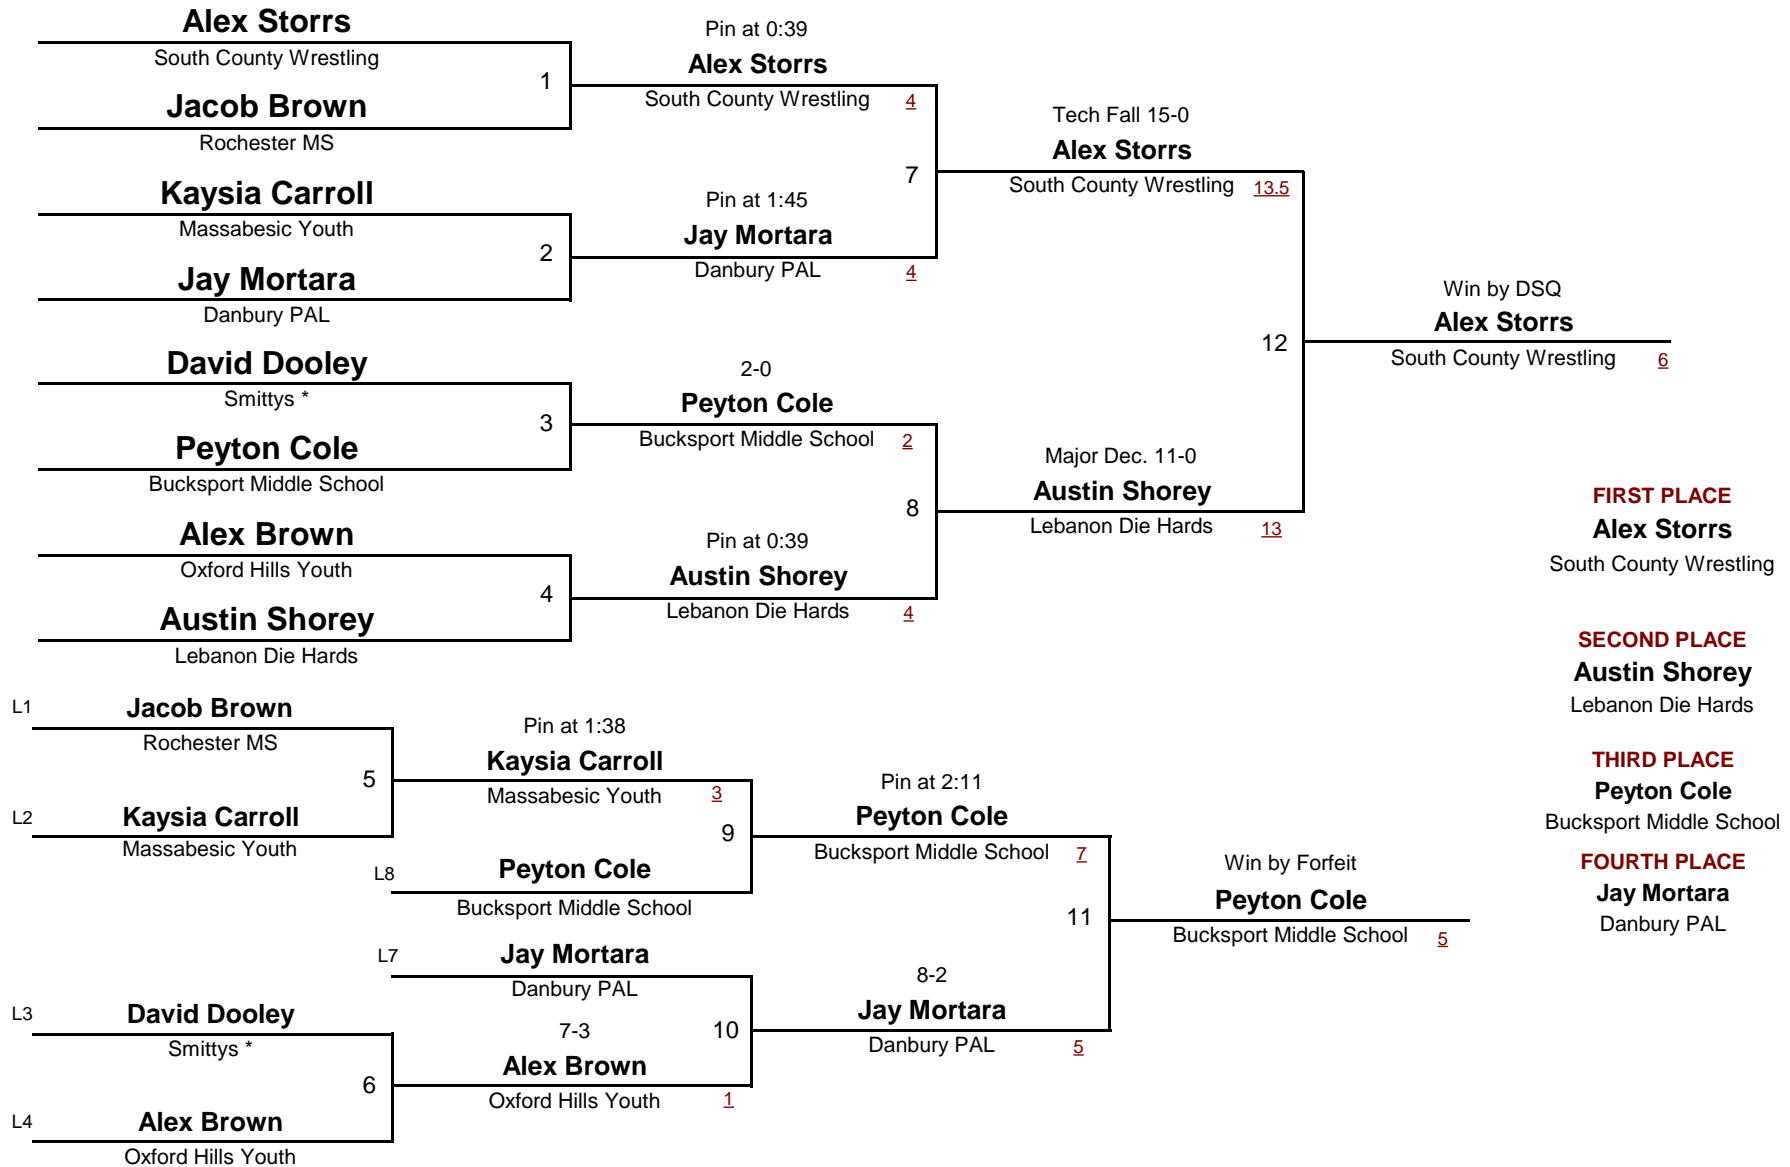 Alex Storrs
South County Wrestling
1
Jacob Brown
Rochester MS
Kaysia Carroll
Massabesic Youth
2
Jay Mortara
Danbury PAL
David Dooley
Smittys *
3
Peyton Cole
Bucksport Middle School
Alex Brown
Oxford Hills Youth
4
Austin Shorey
Lebanon Die Hards
Pin at 0:39
Alex Storrs
South County Wrestling 4
7
Pin at 1:45
Jay Mortara
Danbury PAL 4
2-0
Peyton Cole
Bucksport Middle School 2
8
Pin at 0:39
Austin Shorey
Lebanon Die Hards 4
Tech Fall 15-0
Alex Storrs
South County Wrestling 13.5
12
Major Dec. 11-0
Austin Shorey
Lebanon Die Hards 13
Win by DSQ
Alex Storrs
South County Wrestling 6
FIRST PLACE
Alex Storrs
South County Wrestling
SECOND PLACE
Austin Shorey
Lebanon Die Hards
THIRD PLACE
Peyton Cole
Bucksport Middle School
FOURTH PLACE
Jay Mortara
Danbury PAL
L1 Jacob Brown
Rochester MS
5
L2 Kaysia Carroll
Massabesic Youth
L3 David Dooley
Smittys *
6
L4 Alex Brown
Oxford Hills Youth
Pin at 1:38
Kaysia Carroll
Massabesic Youth 3
9
L8 Peyton Cole
Bucksport Middle School
L7 Jay Mortara
Danbury PAL
7-3
10
Alex Brown
Oxford Hills Youth 1
Pin at 2:11
Peyton Cole
Bucksport Middle School 7
11
8-2
Jay Mortara
Danbury PAL 5
Win by Forfeit
Peyton Cole
Bucksport Middle School 5